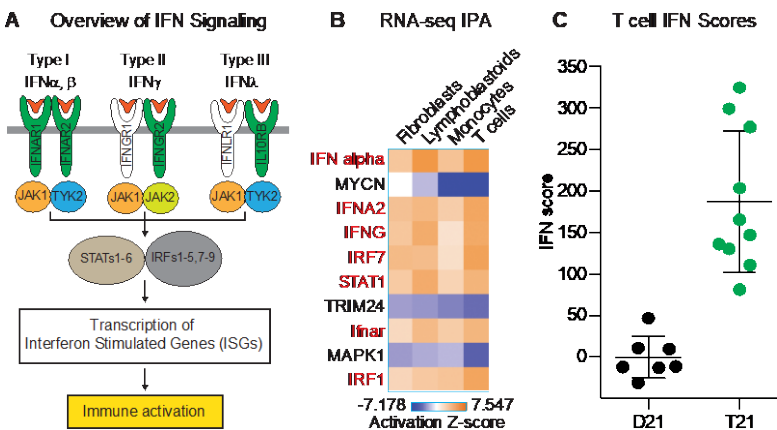 A Overview of IFN Signaling
Type I Type II Type III
IFNα, β IFNγ IFNλ
IFNAR1 IFNAR2 IFNGR1 IFNGR2 IFNLR1 IL10RB
JAK1 TYK2 JAK1 JAK2 JAK1 TYK2
STATs1-6 IRFs1-5,7-9
Transcription of
Interferon Stimulated Genes (ISGs)
Immune activation
B RNA-seq IPA
Fibroblasts
Lymphoblastoids
Monocytes
T cells
IFN alpha
MYCN
IFNA2
IFNG
IRF7
STAT1
TRIM24
Ifnar
MAPK1
IRF1
-7.178 7.547
Activation Z-score
C T cell IFN Scores
IFN score
350
300
250
200
150
100
50
0
D21 T21